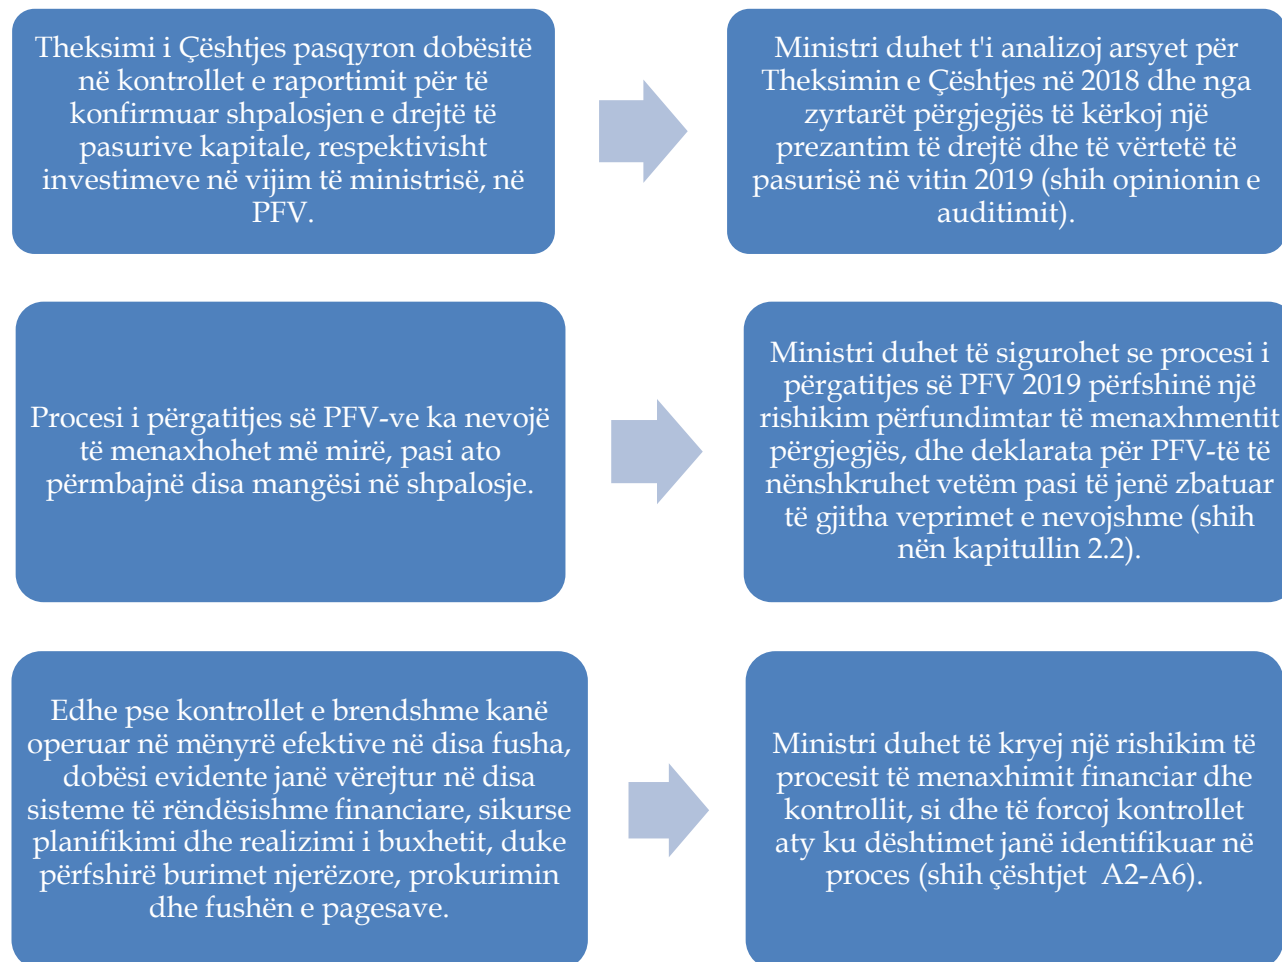 Theksimi i Çështjes pasqyron dobësitë
në kontrollet e raportimit për të
konfirmuar shpalosjen e drejtë të
pasurive kapitale, respektivisht
investimeve në vijim të ministrisë, në
PFV.
Ministri duhet t'i analizoj arsyet për
Theksimin e Çështjes në 2018 dhe nga
zyrtarët përgjegjës të kërkoj një
prezantim të drejtë dhe të vërtetë të
pasurisë në vitin 2019 (shih opinionin e
auditimit).
Procesi i përgatitjes së PFV-ve ka nevojë
të menaxhohet më mirë, pasi ato
përmbajnë disa mangësi në shpalosje.
Ministri duhet të sigurohet se procesi i
përgatitjes së PFV 2019 përfshinë një
rishikim përfundimtar të menaxhmentit
përgjegjës, dhe deklarata për PFV-të të
nënshkruhet vetëm pasi të jenë zbatuar
të gjitha veprimet e nevojshme (shih
nën kapitullin 2.2).
Edhe pse kontrollet e brendshme kanë
operuar në mënyrë efektive në disa fusha,
dobësi evidente janë vërejtur në disa
sisteme të rëndësishme financiare, sikurse
planifikimi dhe realizimi i buxhetit, duke
përfshirë burimet njerëzore, prokurimin
dhe fushën e pagesave.
Ministri duhet të kryej një rishikim të
procesit të menaxhimit financiar dhe
kontrollit, si dhe të forcoj kontrollet
aty ku dështimet janë identifikuar në
proces (shih çështjet  A2-A6).